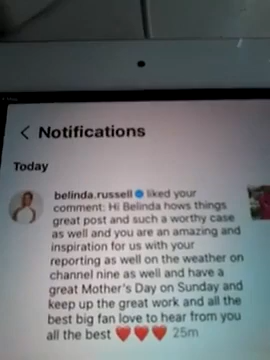 < Notifications
Today
belinda.russell liked your
comment: Hi Belinda hows things
great post and such a worthy case
as well and you are an amazing and
inspiration for us with your
reporting as well on the weather on
channel nine as well and have a
great Mother's Day on Sunday and
keep up the great work and all the
best big fan love to hear from you
all the best ❤️❤️❤️ 25m